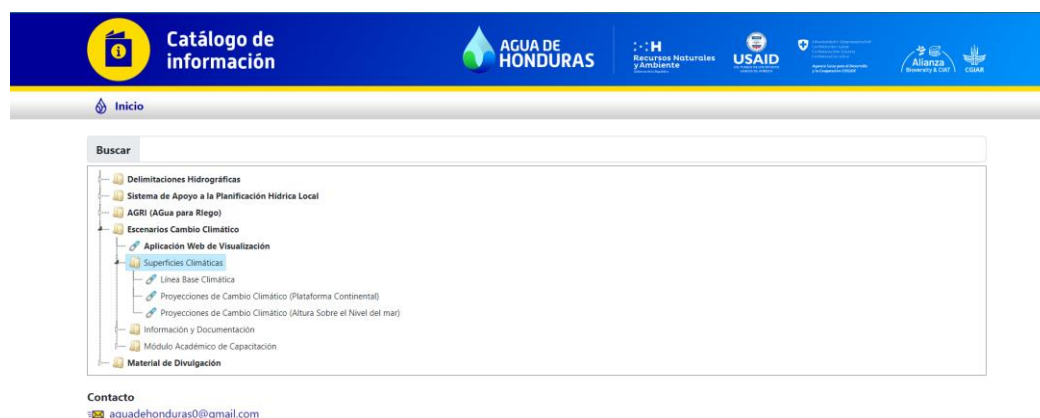 Catálogo de
información
AGUA DE
HONDURAS
Recursos Naturales
y Ambiente
USAID
Alianza
Bioversity & CIAT
CGIAR
Inicio
Buscar
Delimitaciones Hidrográficas
Sistema de Apoyo a la Planificación Hídrica Local
AGRI (AGua para RIego)
Escenarios Cambio Climático
Aplicación Web de Visualización
Superficies Climáticas
Línea Base Climática
Proyecciones de Cambio Climático (Plataforma Continental)
Proyecciones de Cambio Climático (Altura Sobre el Nivel del mar)
Información y Documentación
Módulo Académico de Capacitación
Material de Divulgación
Contacto
aguadehonduras0@gmail.com